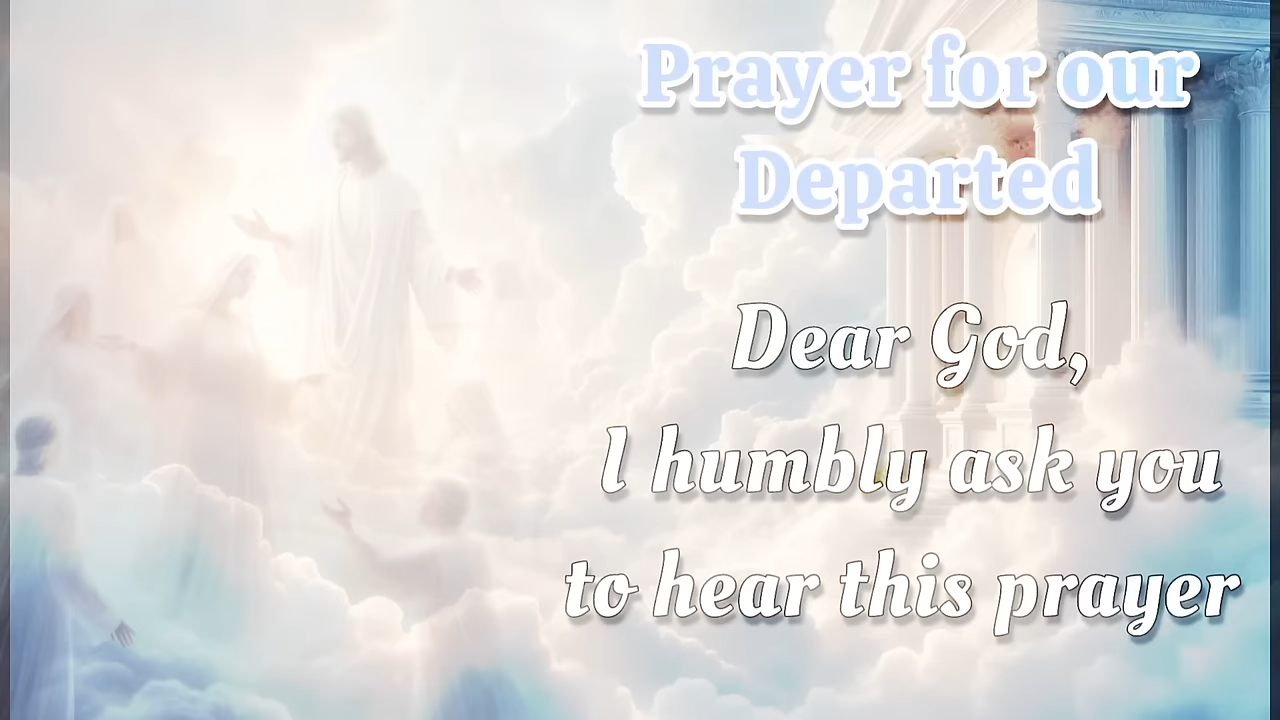 Prayer for our
Departed
Dear God,
I humbly ask you
to hear this prayer